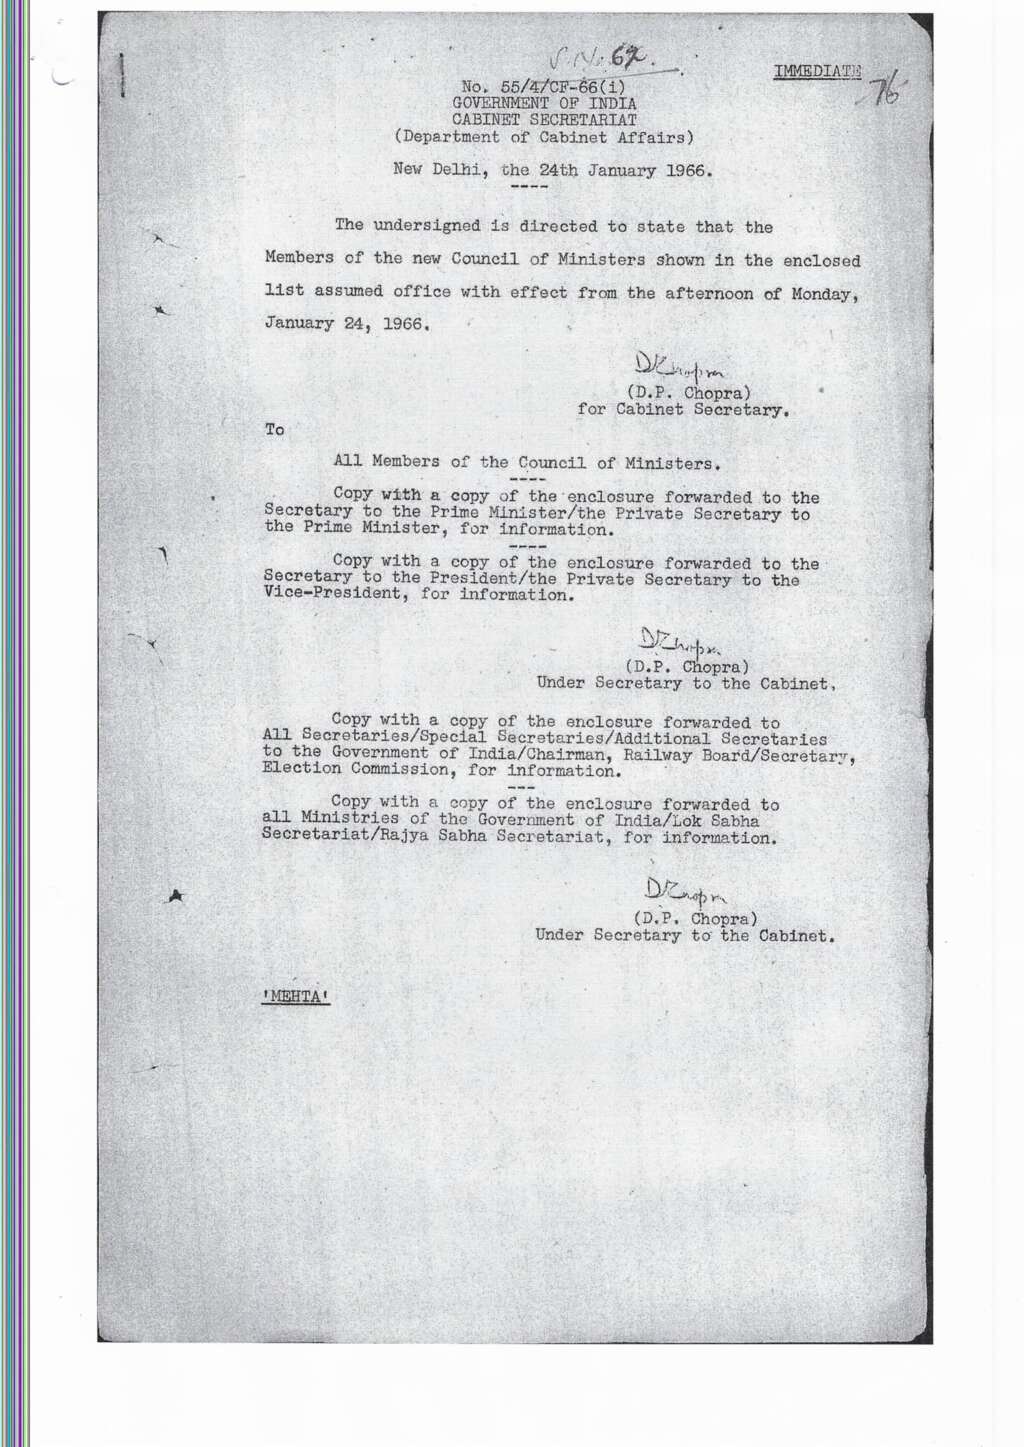 S.No. 62.
IMMEDIATE
76
No. 55/4/CF-66(i)
GOVERNMENT OF INDIA
CABINET SECRETARIAT
(Department of Cabinet Affairs)
New Delhi, the 24th January 1966.
----
The undersigned is directed to state that the
Members of the new Council of Ministers shown in the enclosed
list assumed office with effect from the afternoon of Monday,
January 24, 1966.
DPChopra
(D.P. Chopra)
for Cabinet Secretary.
To
All Members of the Council of Ministers.
----
Copy with a copy of the enclosure forwarded to the
Secretary to the Prime Minister/the Private Secretary to
the Prime Minister, for information.
----
Copy with a copy of the enclosure forwarded to the
Secretary to the President/the Private Secretary to the
Vice-President, for information.
DPChopra
(D.P. Chopra)
Under Secretary to the Cabinet.
Copy with a copy of the enclosure forwarded to
All Secretaries/Special Secretaries/Additional Secretaries
to the Government of India/Chairman, Railway Board/Secretary,
Election Commission, for information.
---
Copy with a copy of the enclosure forwarded to
all Ministries of the Government of India/Lok Sabha
Secretariat/Rajya Sabha Secretariat, for information.
DPChopra
(D.P. Chopra)
Under Secretary to the Cabinet.
'MEHTA'